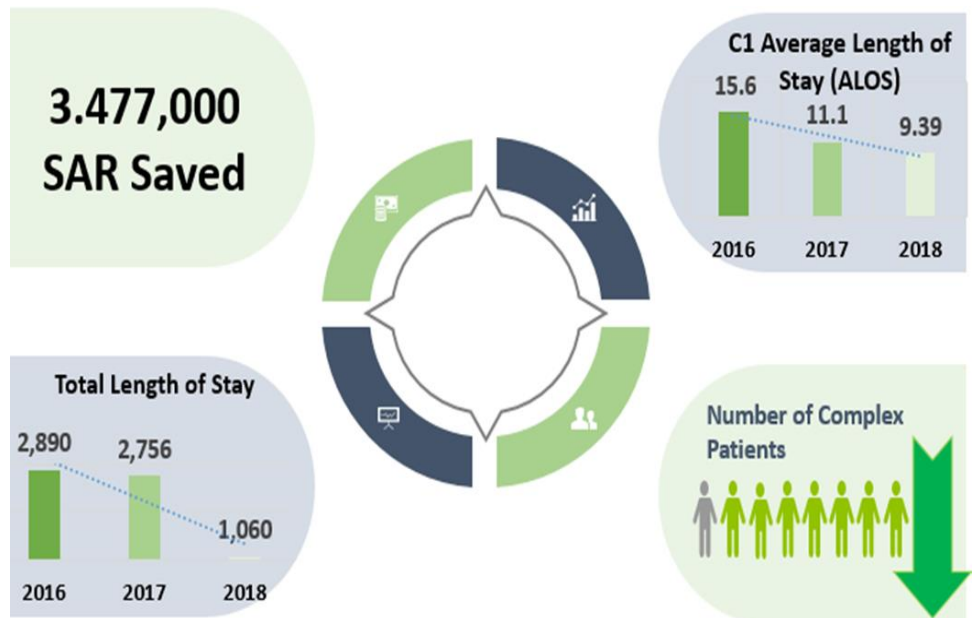 3.477,000
SAR Saved
C1 Average Length of
Stay (ALOS)
15.6
11.1
9.39
2016
2017
2018
Total Length of Stay
2,890
2,756
1,060
2016
2017
2018
Number of Complex
Patients